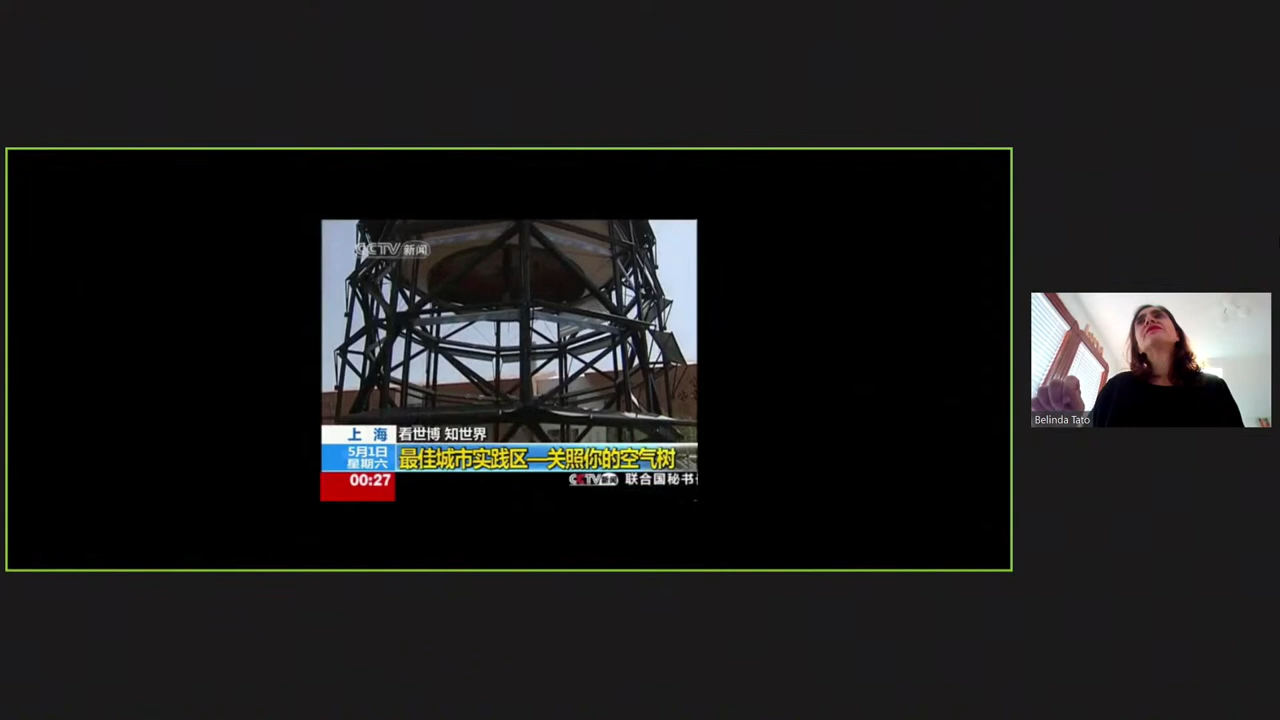 CCTV 新闻
上海 看世博 知世界
5月1日
星期六
最佳城市实践区—关照你的空气树
00:27
CCTV新闻 联合国秘书
Belinda Tato